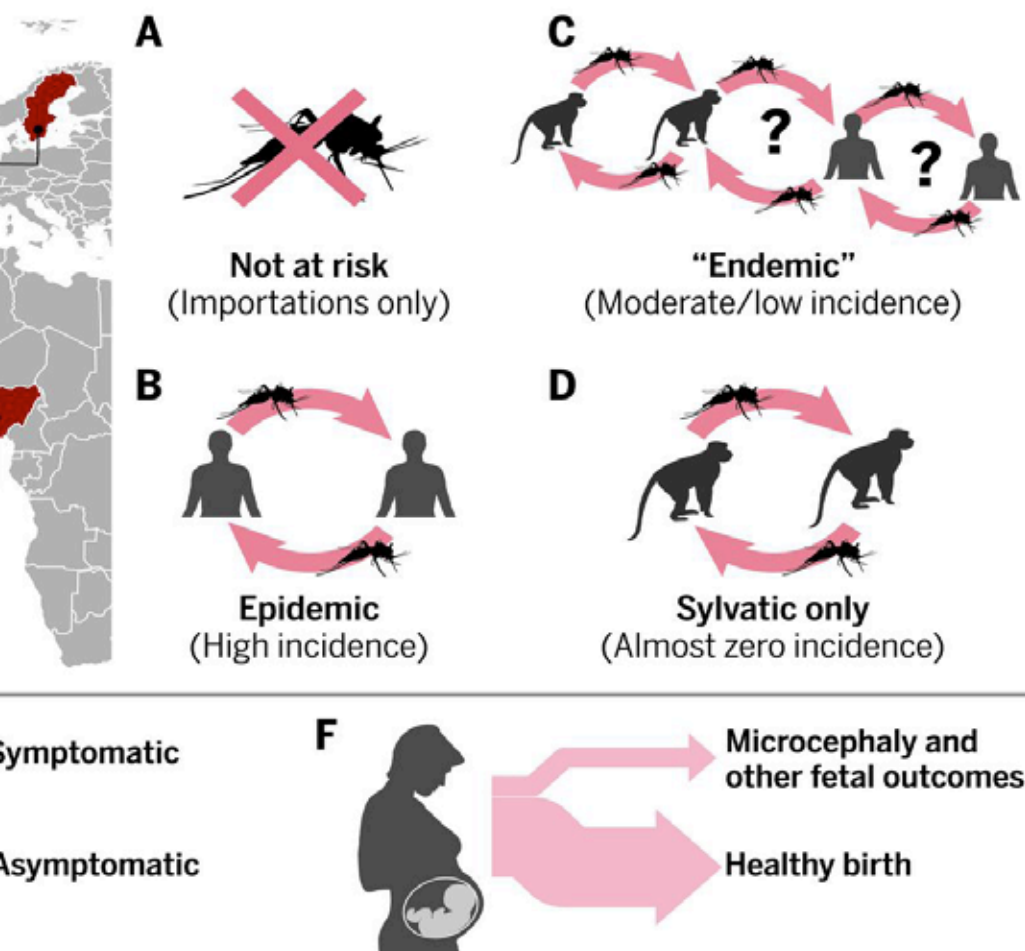 A
Not at risk
(Importations only)
C
?
?
“Endemic”
(Moderate/low incidence)
B
Epidemic
(High incidence)
D
Sylvatic only
(Almost zero incidence)
Symptomatic
Asymptomatic
F
Microcephaly and
other fetal outcomes
Healthy birth